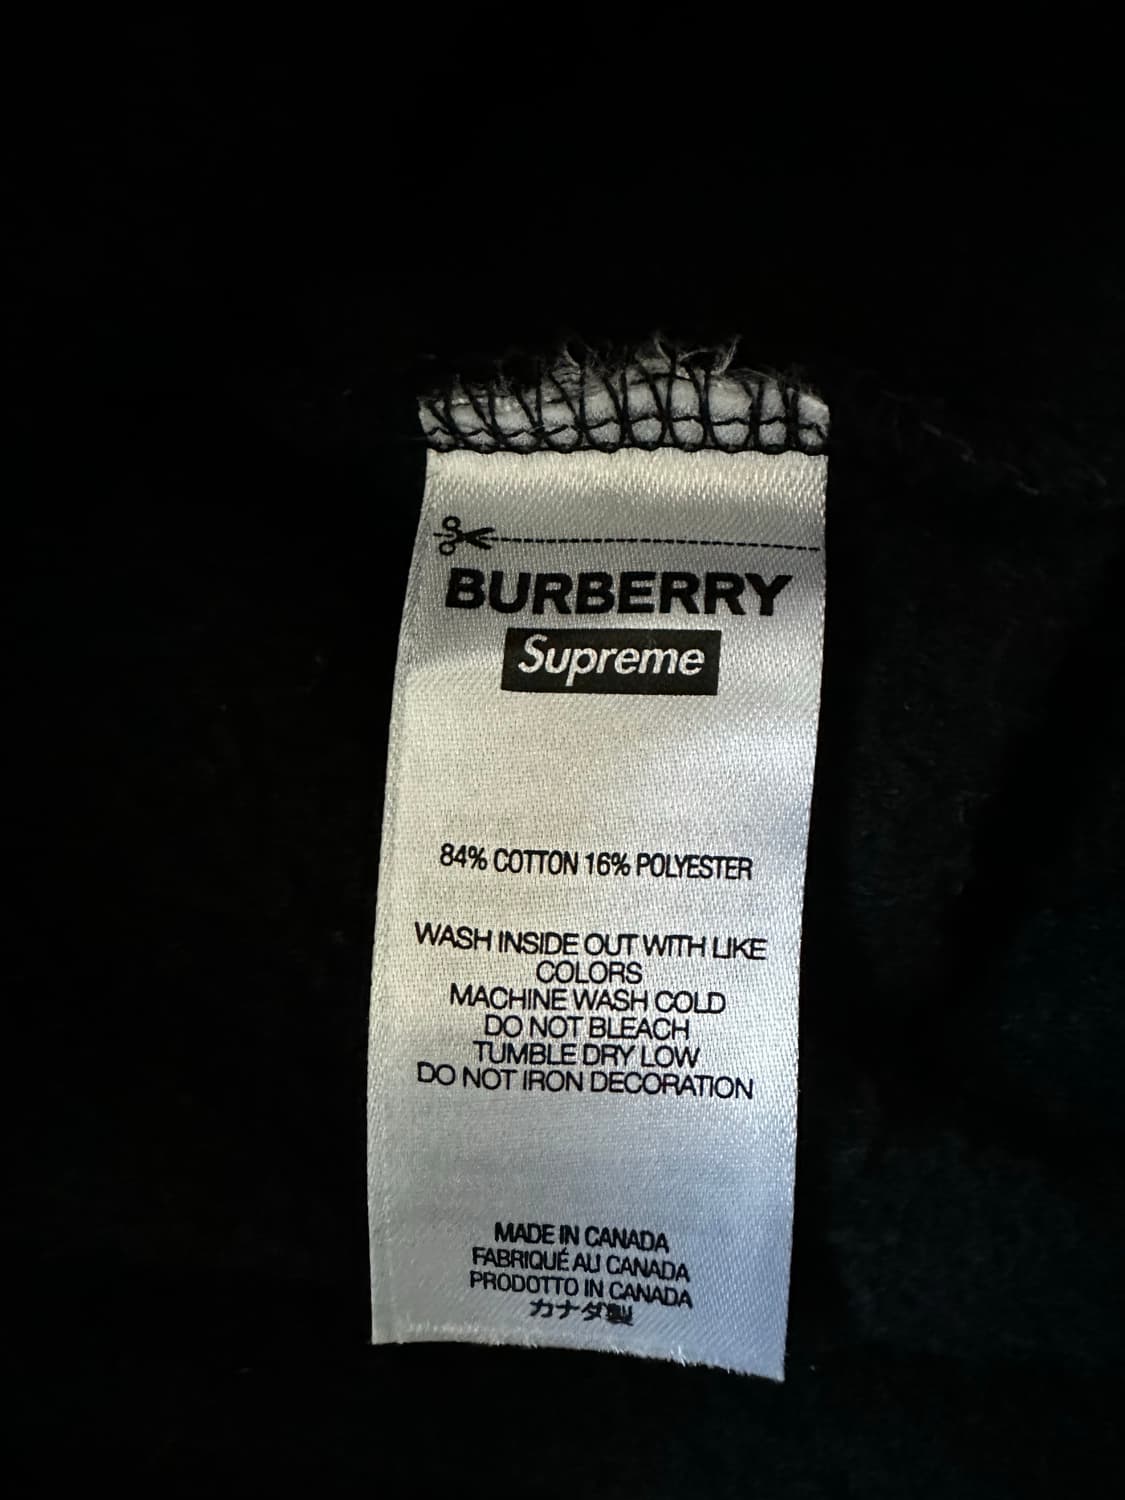 BURBERRY
Supreme
84% COTTON 16% POLYESTER
WASH INSIDE OUT WITH LIKE
COLORS
MACHINE WASH COLD
DO NOT BLEACH
TUMBLE DRY LOW
DO NOT IRON DECORATION
MADE IN CANADA
FABRIQUÉ AU CANADA
PRODOTTO IN CANADA
カナダ製